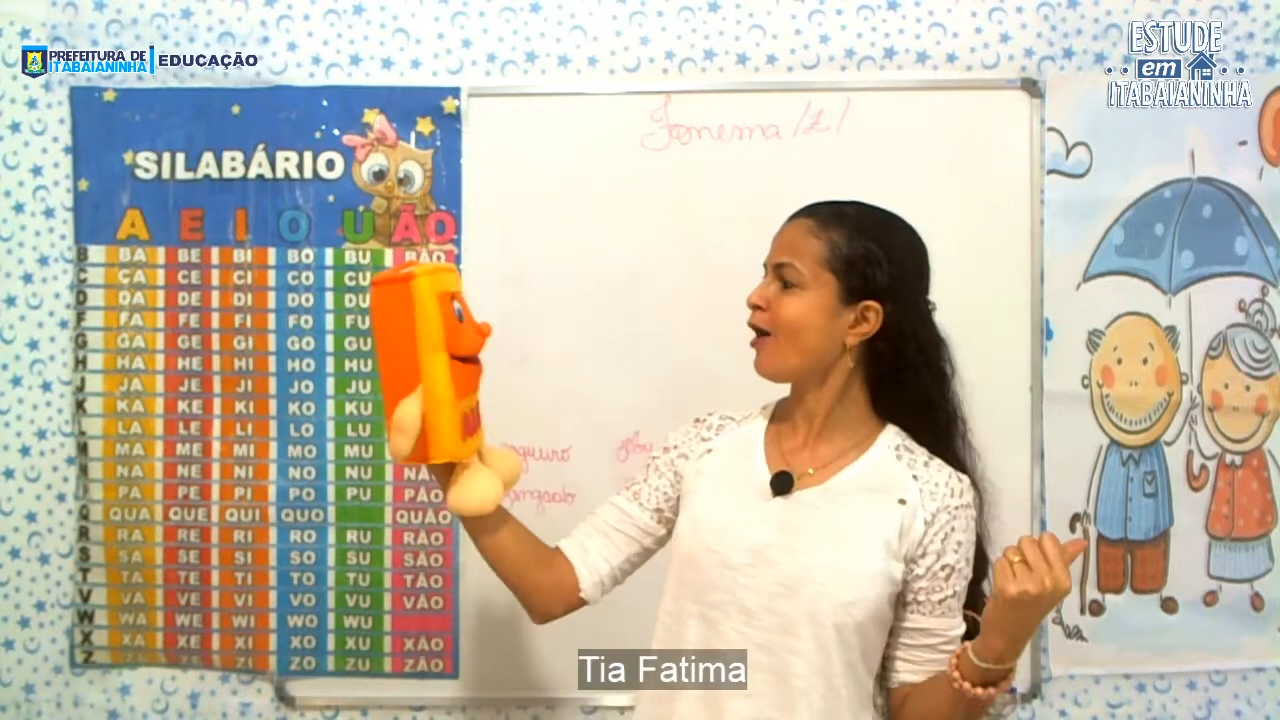 PREFEITURA DE
ITABAIANINHA
EDUCAÇÃO
ESTUDE
em
ITABAIANINHA
Fonema /Z/
SILABÁRIO
A E I O U ÃO
B BA BE BI BO BU BÃO
C CA CE CI CO CU
D DA DE DI DO DU
F FA FE FI FO FU
G GA GE GI GO GU
H HA HE HI HO HU
J JA JE JI JO JU
K KA KE KI KO KU
L LA LE LI LO LU
M MA ME MI MO MU
N NA NE NI NO NU NÃO
P PA PE PI PO PU PÃO
Q QUA QUE QUI QUO QUÃO
R RA RE RI RO RU RÃO
S SA SE SI SO SU SÃO
T TA TE TI TO TU TÃO
V VA VE VI VO VU VÃO
W WA WE WI WO WU
X XA XE XI XO XU XÃO
Z ZA ZE ZI ZO ZU ZÃO
Tia Fatima